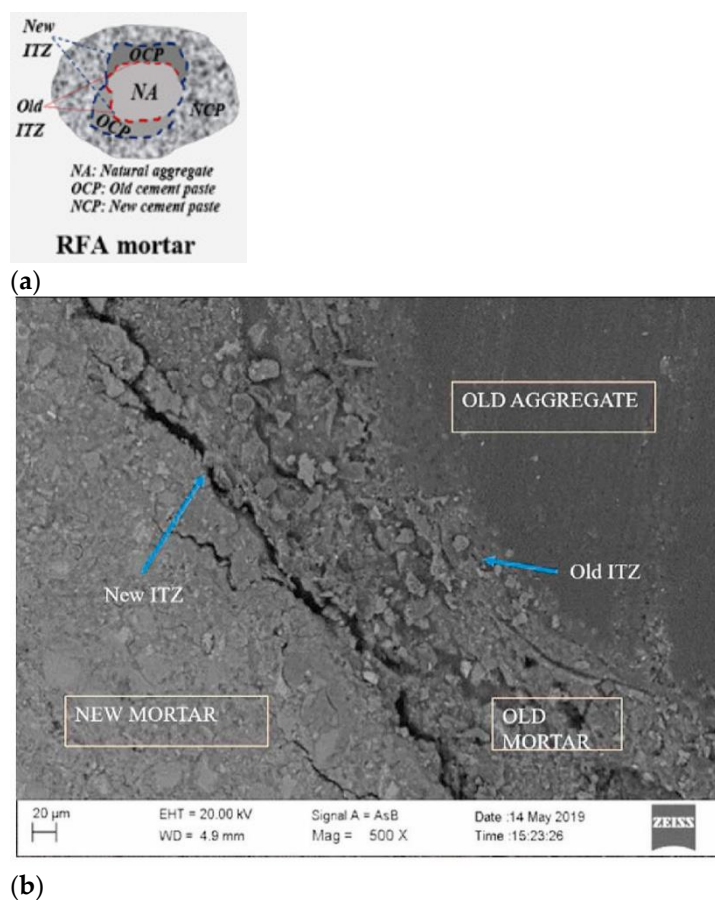 New
ITZ
OCP
NA
Old
ITZ
OCP
NCP
NA: Natural aggregate
OCP: Old cement paste
NCP: New cement paste
RFA mortar
(a)
OLD AGGREGATE
New ITZ
Old ITZ
NEW MORTAR
OLD
MORTAR
20 μm
EHT = 20.00 kV
Signal A = AsB
Date :14 May 2019
WD = 4.9 mm
Mag = 500 X
Time :15:23:26
ZEISS
(b)